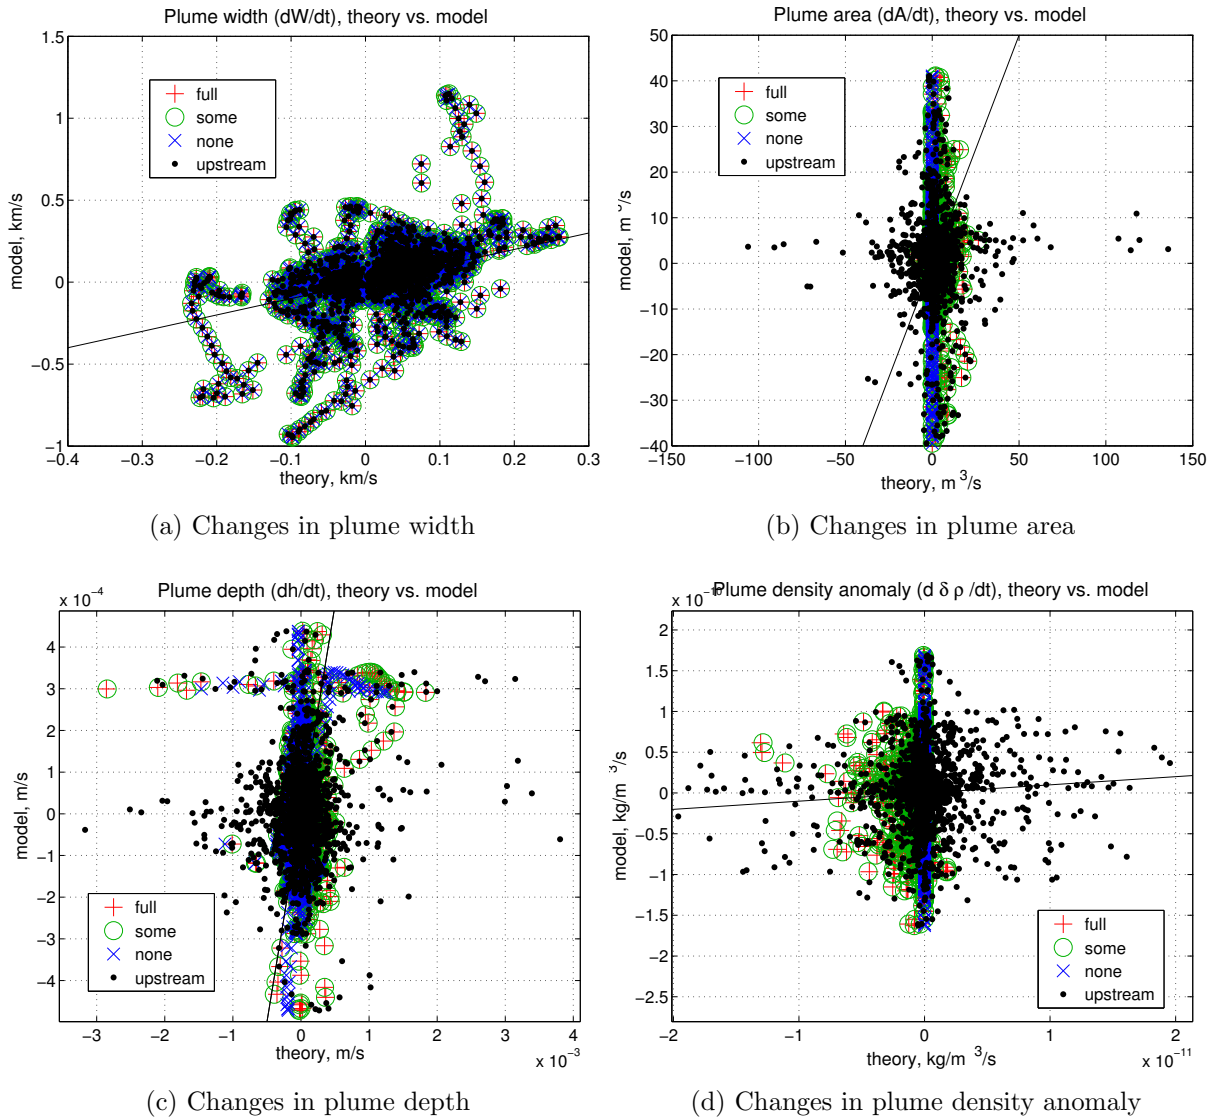 Plume width (dW/dt), theory vs. model
1.5
1
0.5
0
−0.5
−1
model, km/s
full
some
none
upstream
−0.4 −0.3 −0.2 −0.1 0 0.1 0.2 0.3
theory, km/s
(a) Changes in plume width
Plume area (dA/dt), theory vs. model
50
40
30
20
10
0
−10
−20
−30
−40
model, m ³/s
full
some
none
upstream
−150 −100 −50 0 50 100 150
theory, m ³/s
(b) Changes in plume area
Plume depth (dh/dt), theory vs. model
x 10⁻⁴
4
3
2
1
0
−1
−2
−3
−4
model, m/s
full
some
none
upstream
−3 −2 −1 0 1 2 3 4
theory, m/s
x 10⁻³
(c) Changes in plume depth
Plume density anomaly (d δ ρ /dt), theory vs. model
x 10
2
1.5
1
0.5
0
−0.5
−1
−1.5
−2
−2.5
model, kg/m ³/s
full
some
none
upstream
−2 −1 0 1 2
theory, kg/m ³/s
x 10⁻¹¹
(d) Changes in plume density anomaly